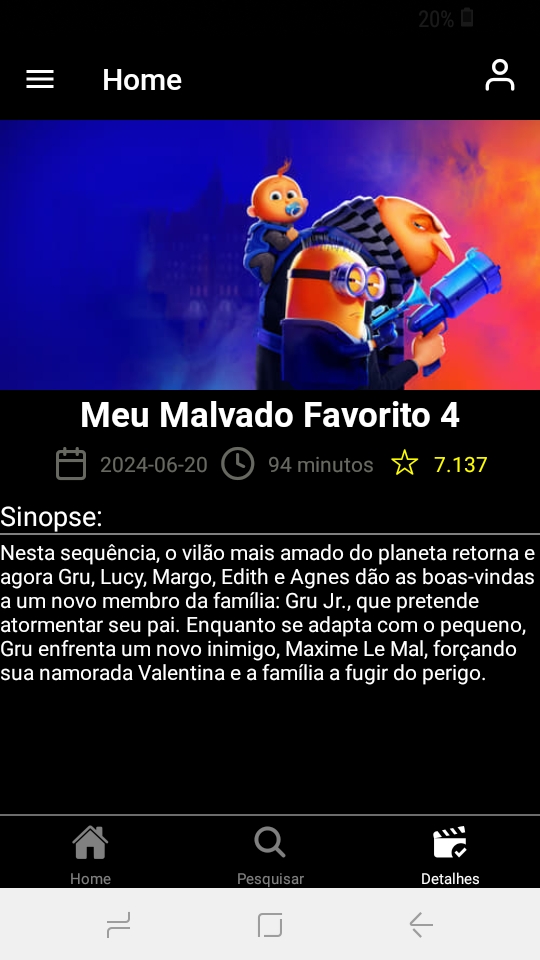 20%
Home
Meu Malvado Favorito 4
2024-06-20 94 minutos 7.137
Sinopse:
Nesta sequência, o vilão mais amado do planeta retorna e
agora Gru, Lucy, Margo, Edith e Agnes dão as boas-vindas
a um novo membro da família: Gru Jr., que pretende
atormentar seu pai. Enquanto se adapta com o pequeno,
Gru enfrenta um novo inimigo, Maxime Le Mal, forçando
sua namorada Valentina e a família a fugir do perigo.
Home Pesquisar Detalhes